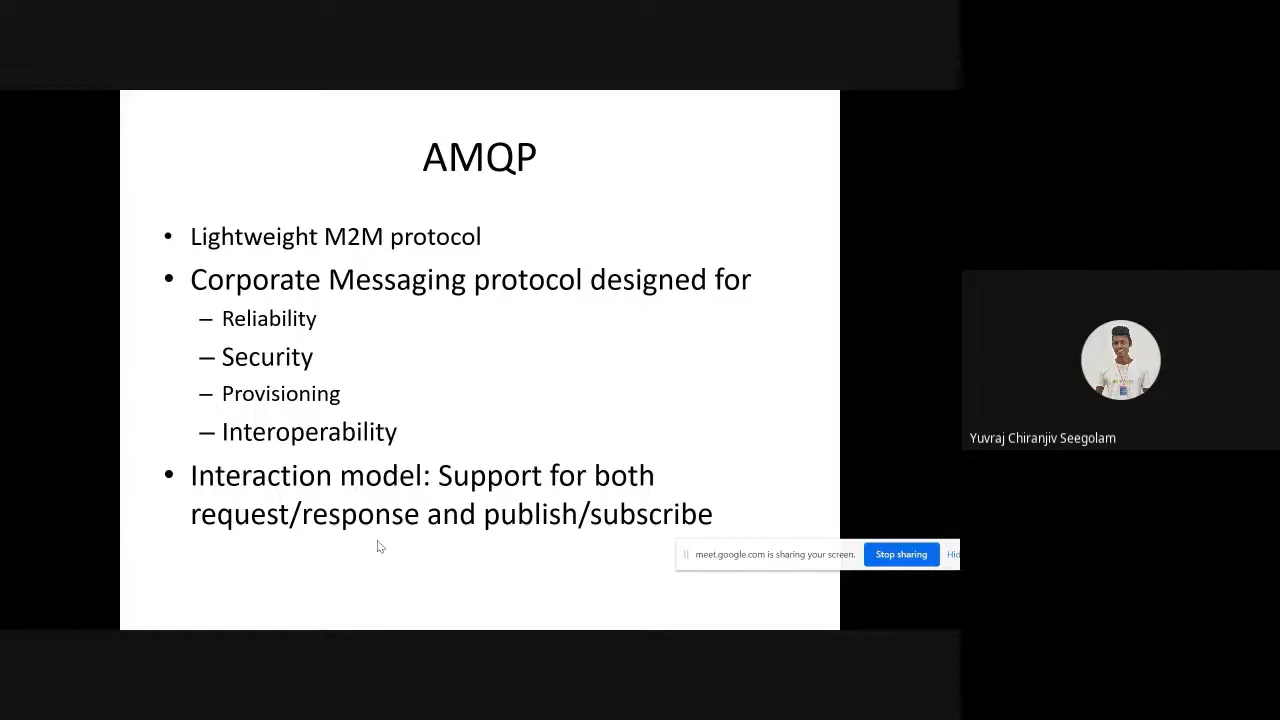 AMQP
• Lightweight M2M protocol
• Corporate Messaging protocol designed for
– Reliability
– Security
– Provisioning
– Interoperability
• Interaction model: Support for both
request/response and publish/subscribe
meet.google.com is sharing your screen. Stop sharing Hid
Yuvraj Chiranjiv Seegolam